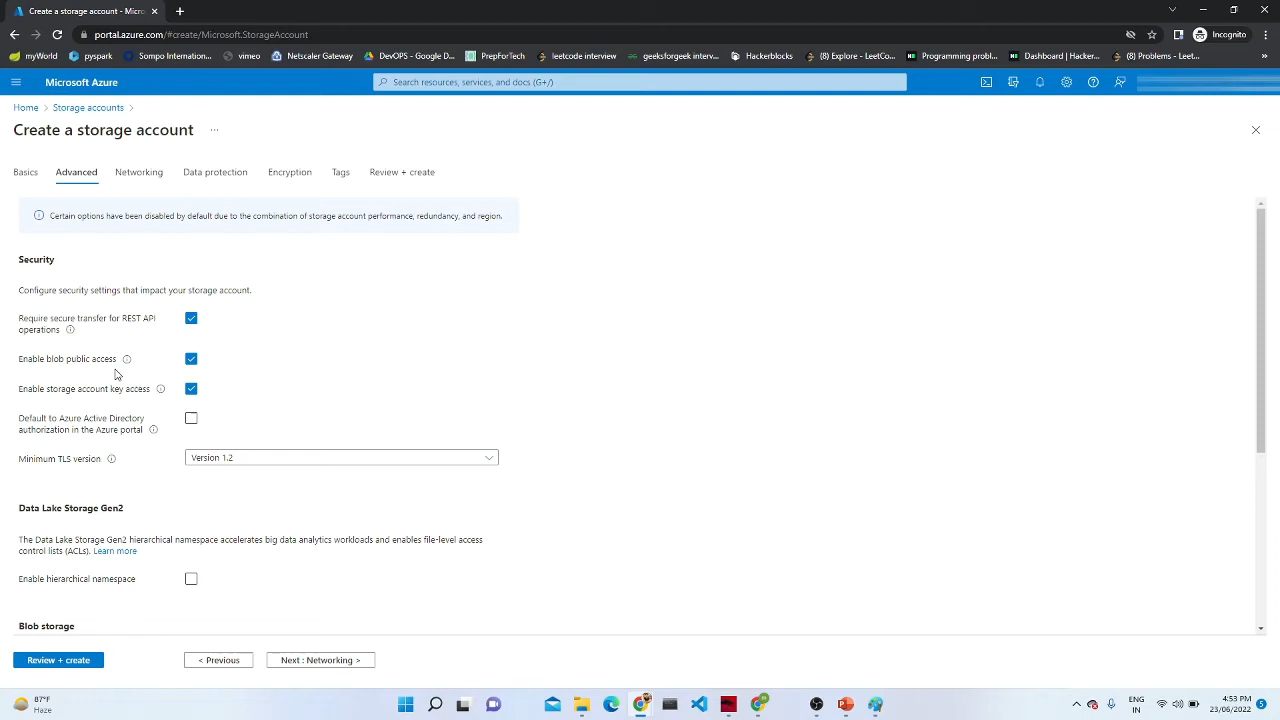 Create a storage account - Micro
portal.azure.com/#create/Microsoft.StorageAccount
Incognito
myWorld
pyspark
Sompo Internation...
vimeo
Netscaler Gateway
DevOPS - Google D...
PrepForTech
leetcode interview
geeksforgeek interv...
Hackerblocks
(8) Explore - LeetCo...
Programming probl...
Dashboard | Hacker...
(8) Problems - Leet...
Microsoft Azure
Search resources, services, and docs (G+/)
Home > Storage accounts >
Create a storage account ...
Basics
Advanced
Networking
Data protection
Encryption
Tags
Review + create
Certain options have been disabled by default due to the combination of storage account performance, redundancy, and region.
Security
Configure security settings that impact your storage account.
Require secure transfer for REST API
operations
Enable blob public access
Enable storage account key access
Default to Azure Active Directory
authorization in the Azure portal
Minimum TLS version
Version 1.2
Data Lake Storage Gen2
The Data Lake Storage Gen2 hierarchical namespace accelerates big data analytics workloads and enables file-level access
control lists (ACLs). Learn more
Enable hierarchical namespace
Blob storage
Review + create
< Previous
Next : Networking >
87°F
Haze
ENG
IN
4:53 PM
23/06/2022
5